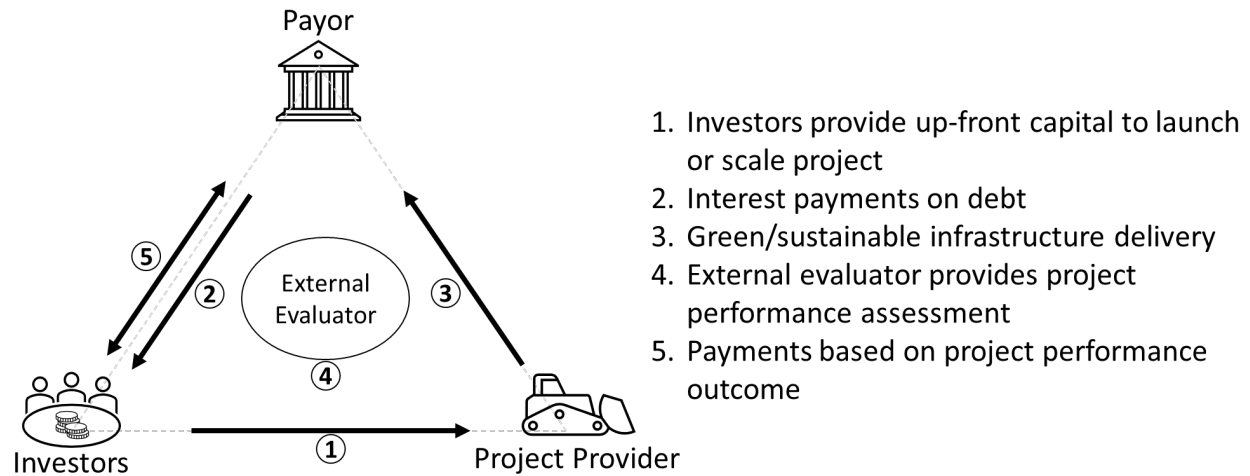 Payor
5
2
External
Evaluator
3
4
1
Investors
Project Provider
1. Investors provide up-front capital to launch
or scale project
2. Interest payments on debt
3. Green/sustainable infrastructure delivery
4. External evaluator provides project
performance assessment
5. Payments based on project performance
outcome